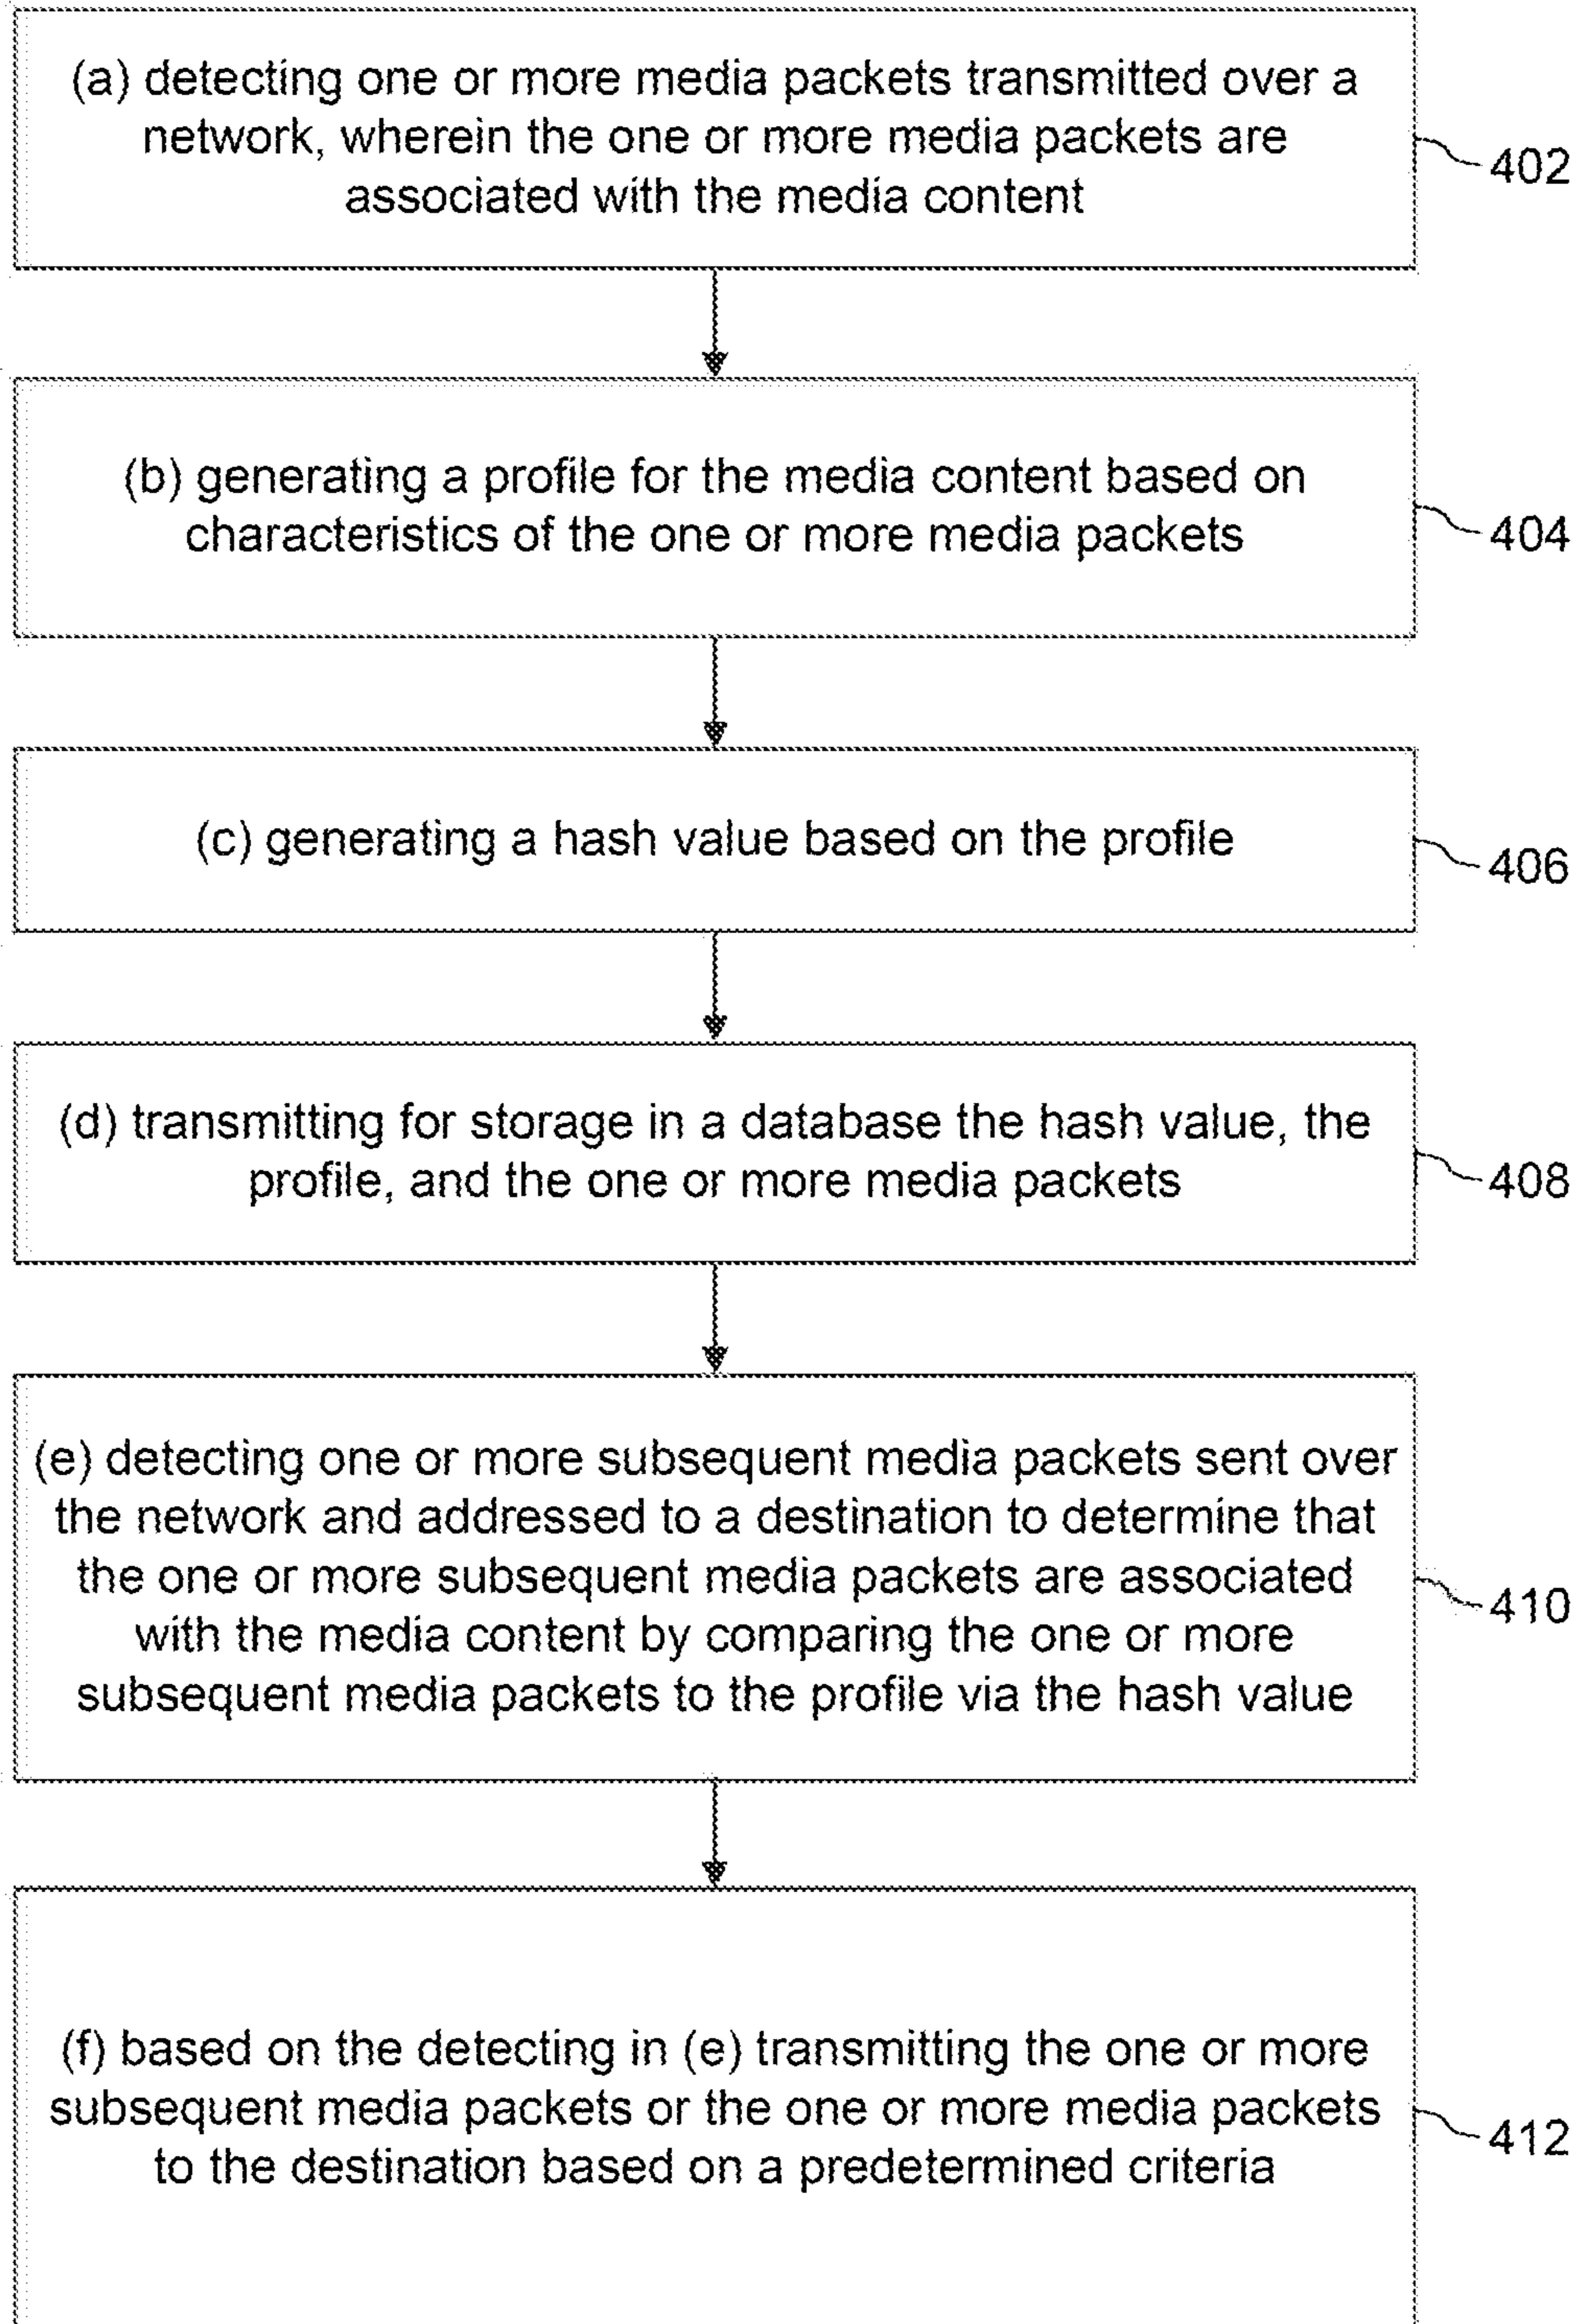 (a) detecting one or more media packets transmitted over a
network, wherein the one or more media packets are
associated with the media content
402
(b) generating a profile for the media content based on
characteristics of the one or more media packets
404
(c) generating a hash value based on the profile
406
(d) transmitting for storage in a database the hash value, the
profile, and the one or more media packets
408
(e) detecting one or more subsequent media packets sent over
the network and addressed to a destination to determine that
the one or more subsequent media packets are associated
with the media content by comparing the one or more
subsequent media packets to the profile via the hash value
410
(f) based on the detecting in (e) transmitting the one or more
subsequent media packets or the one or more media packets
to the destination based on a predetermined criteria
412